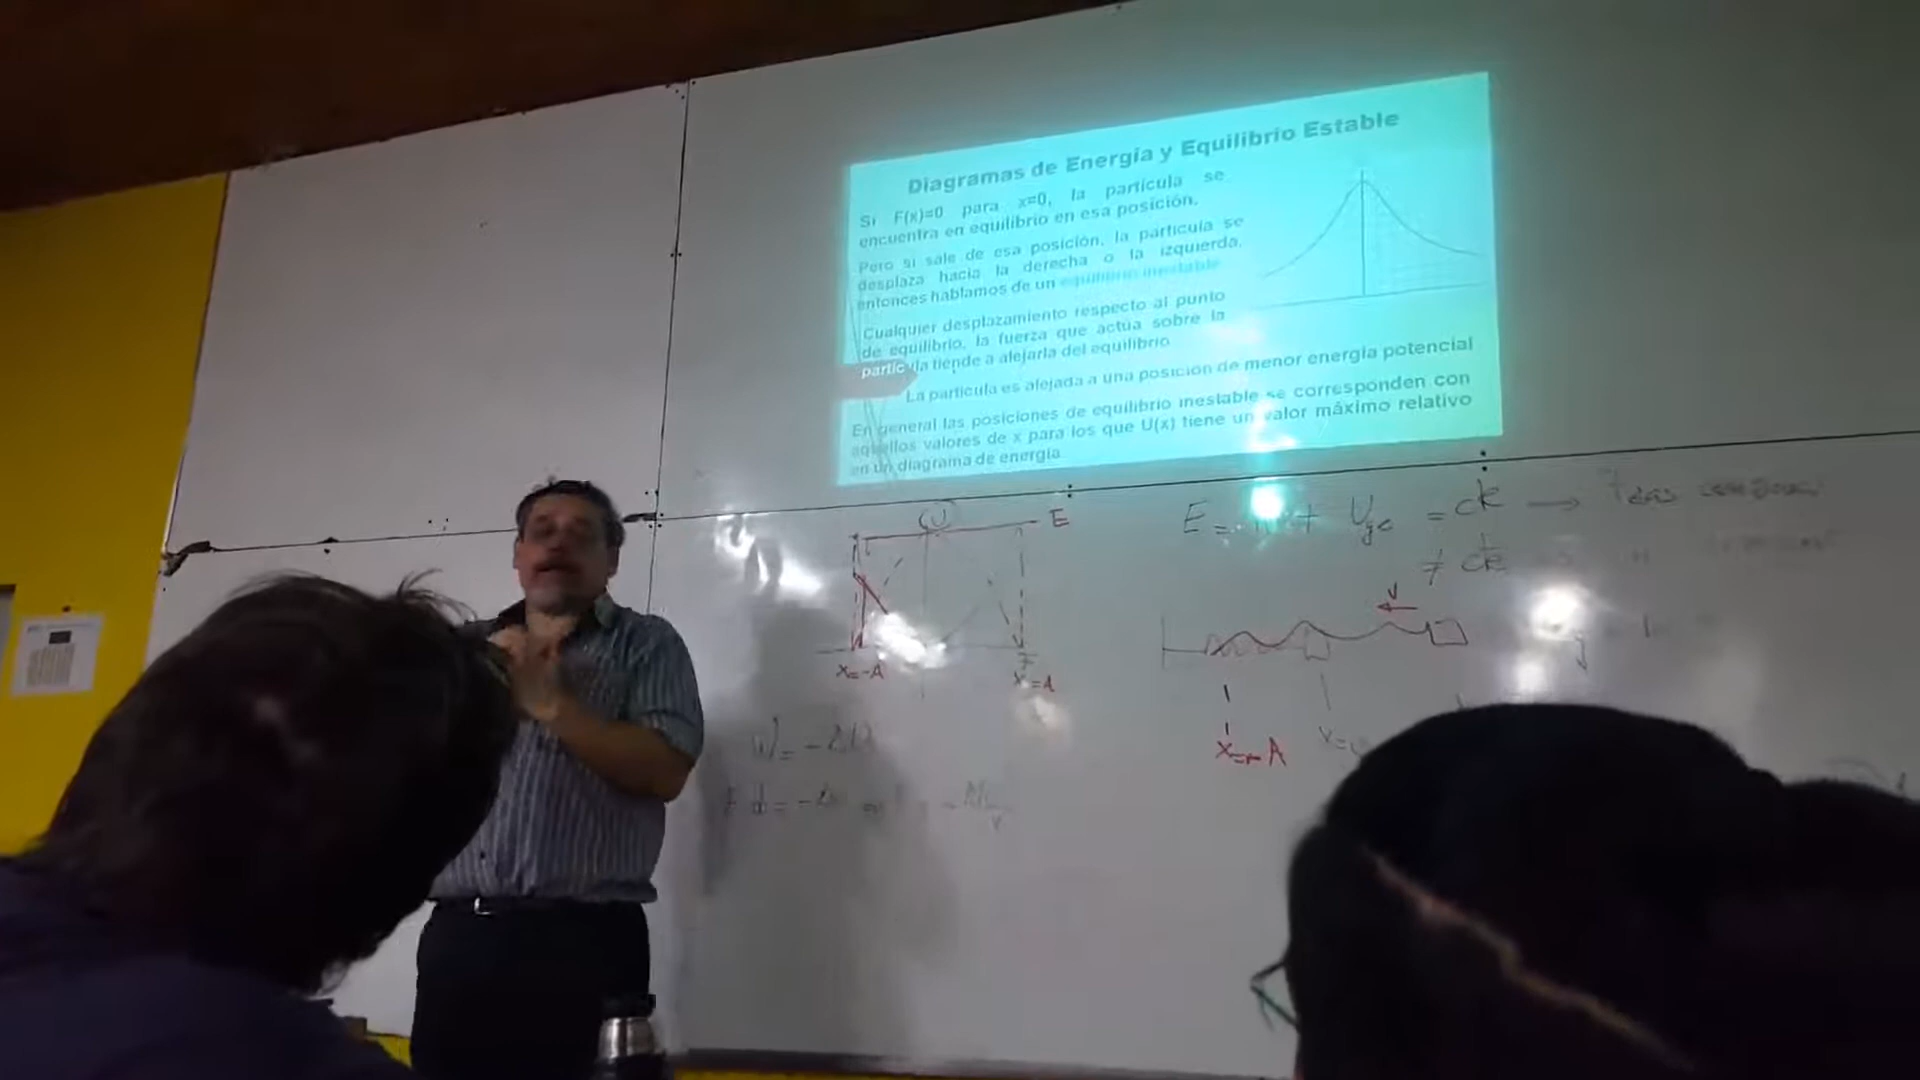 Diagramas de Energía y Equilibrio Estable
Si F(x)=0 para x=0, la partícula se
encuentra en equilibrio en esa posición.
Pero si sale de esa posición, la partícula se
desplaza hacia la derecha o la izquierda,
entonces hablamos de un equilibrio inestable
Cualquier desplazamiento respecto al punto
de equilibrio, la fuerza que actúa sobre la
partícula tiende a alejarla del equilibrio
La partícula es alejada a una posición de menor energía potencial
En general las posiciones de equilibrio inestable se corresponden con
aquellos valores de x para los que U(x) tiene un valor máximo relativo
en un diagrama de energía
U
E
x=-A
x=A
E = + U = ck →
≠ ck
v
x=-A
W = -
d = -